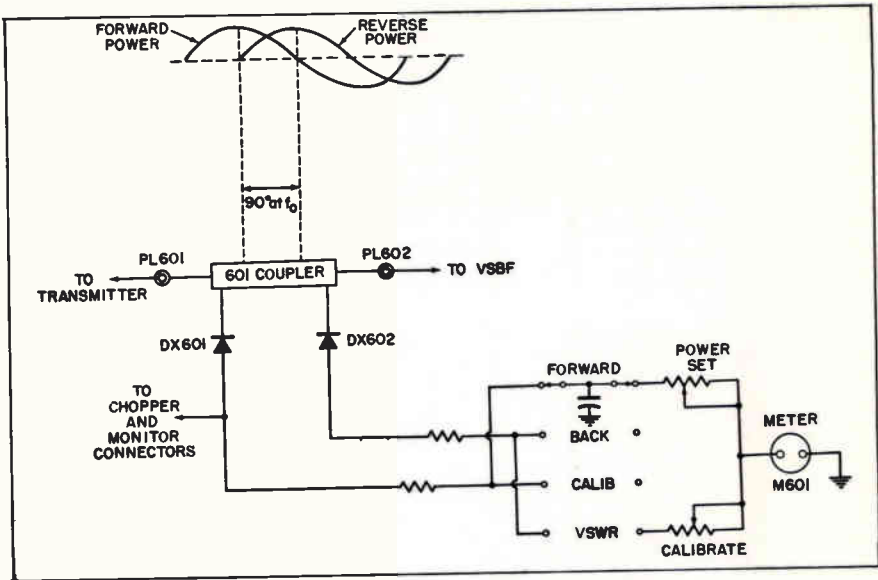 FORWARD
POWER
REVERSE
POWER
90° at f₀
PL601
PL602
601 COUPLER
TO
TRANSMITTER
TO VSBF
DX601
DX602
TO
CHOPPER
AND
MONITOR
CONNECTORS
FORWARD
POWER
SET
BACK
METER
CALIB
M601
VSWR
CALIBRATE